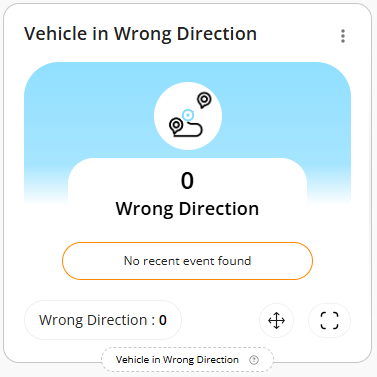 Vehicle in Wrong Direction
0
Wrong Direction
No recent event found
Wrong Direction : 0
Vehicle in Wrong Direction ?